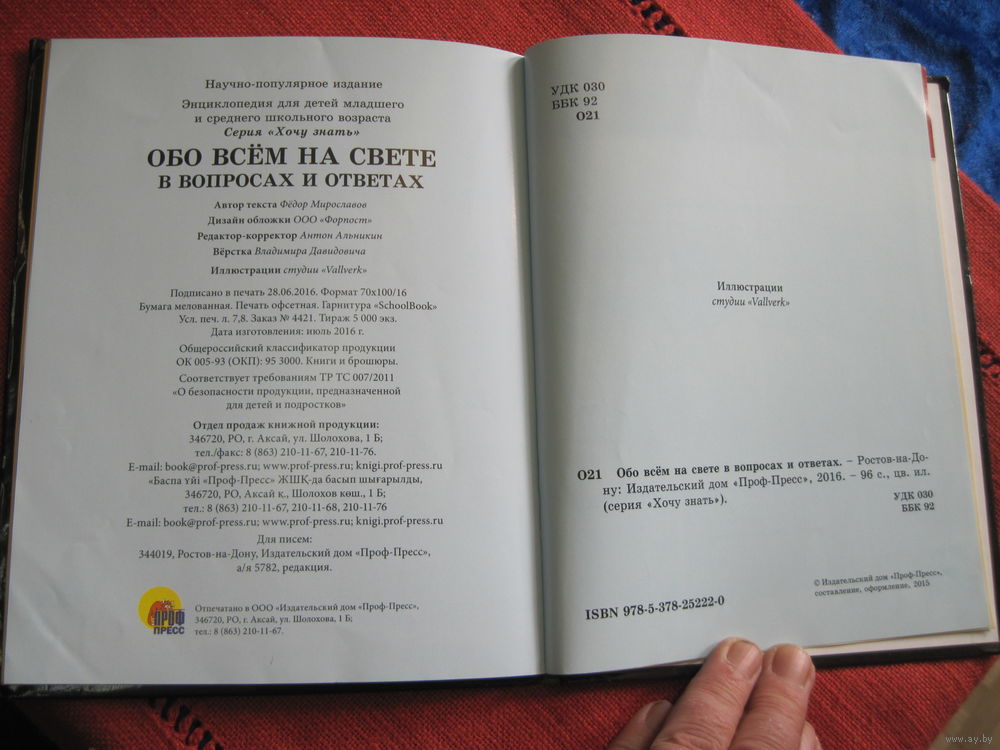 Научно-популярное издание
Энциклопедия для детей младшего
и среднего школьного возраста
Серия «Хочу знать»
ОБО ВСЁМ НА СВЕТЕ
В ВОПРОСАХ И ОТВЕТАХ
Автор текста Фёдор Мирославов
Дизайн обложки ООО «Форпост»
Редактор-корректор Антон Альникин
Вёрстка Владимира Давидовича
Иллюстрации студии «Vallverk»
Подписано в печать 28.06.2016. Формат 70x100/16
Бумага мелованная. Печать офсетная. Гарнитура «SchoolBook»
Усл. печ. л. 7,8. Заказ № 4421. Тираж 5 000 экз.
Дата изготовления: июль 2016 г.
Общероссийский классификатор продукции
ОК 005-93 (ОКП): 95 3000. Книги и брошюры.
Соответствует требованиям ТР ТС 007/2011
«О безопасности продукции, предназначенной
для детей и подростков»
Отдел продаж книжной продукции:
346720, РО, г. Аксай, ул. Шолохова, 1 Б;
тел./факс: 8 (863) 210-11-67, 210-11-76.
E-mail: book@prof-press.ru; www.prof-press.ru; knigi.prof-press.ru
«Баспа үйі «Проф-Пресс» ЖШҚ-да басып шығарылды,
346720, РО, Аксай қ., Шолохов көш., 1 Б;
тел.: 8 (863) 210-11-67, 210-11-68, 210-11-76
E-mail: book@prof-press.ru; www.prof-press.ru; knigi.prof-press.ru
Для писем:
344019, Ростов-на-Дону, Издательский дом «Проф-Пресс»,
а/я 5782, редакция.
ПРОФ
ПРЕСС
Отпечатано в ООО «Издательский дом «Проф-Пресс»,
346720, РО, г. Аксай, ул. Шолохова, 1 Б;
тел.: 8 (863) 210-11-67.
УДК 030
ББК 92
О21
Иллюстрации
студии «Vallverk»
О21 Обо всём на свете в вопросах и ответах. – Ростов-на-До-
ну: Издательский дом «Проф-Пресс», 2016. – 96 с., цв. ил.
(серия «Хочу знать»).
УДК 030
ББК 92
© Издательский дом «Проф-Пресс»,
составление, оформление, 2015
ISBN 978-5-378-25222-0
www.ay.by